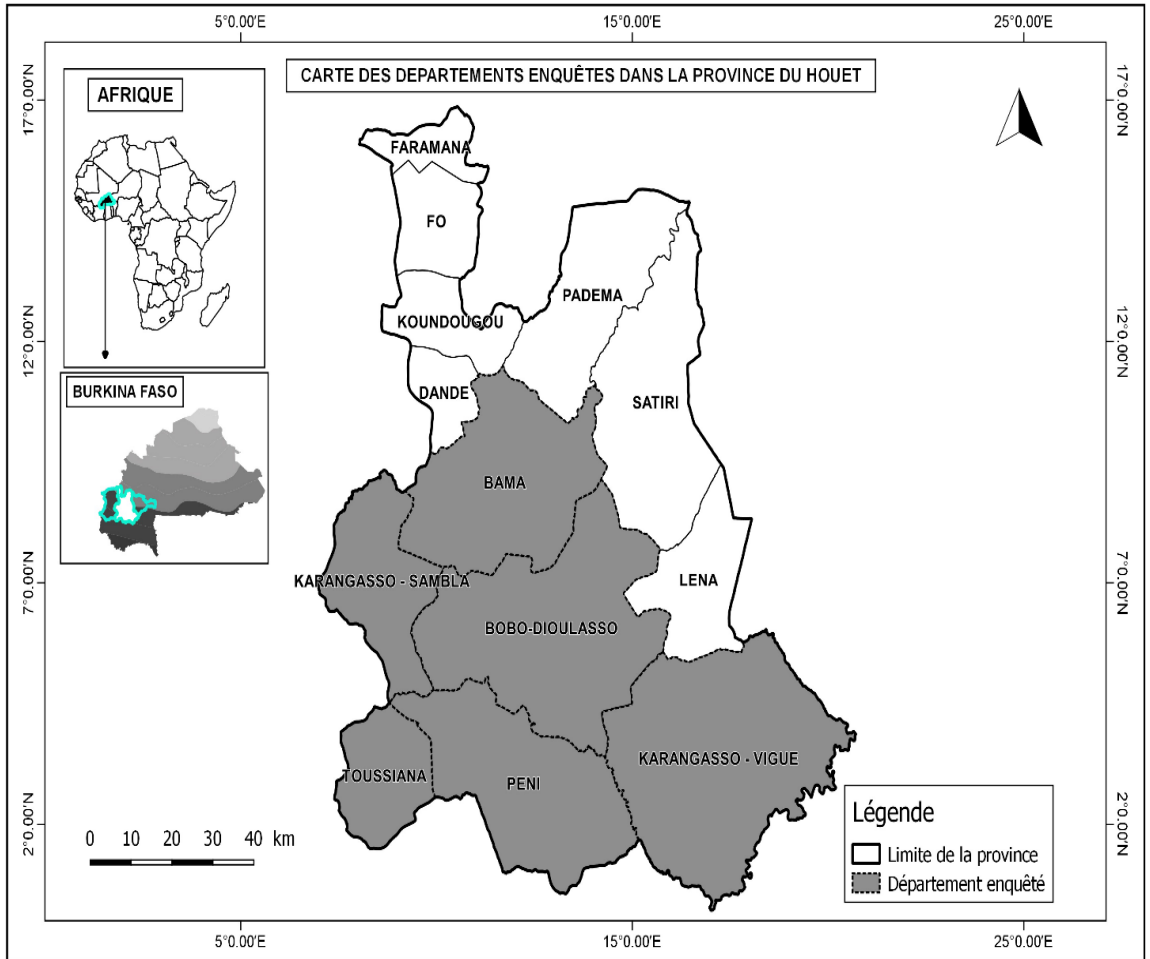 5°0.00'E 15°0.00'E 25°0.00'E
CARTE DES DEPARTEMENTS ENQUÊTES DANS LA PROVINCE DU HOUET
AFRIQUE
17°0.00'N 17°0.00'N
FARAMANA
FO
PADEMA
KOUNDOUGOU
12°0.00'N 12°0.00'N
BURKINA FASO
DANDE
SATIRI
BAMA
KARANGASSO - SAMBLA
LENA
7°0.00'N 7°0.00'N
BOBO-DIOULASSO
KARANGASSO - VIGUE
TOUSSIANA
PENI
2°0.00'N 2°0.00'N
Légende
Limite de la province
Département enquêté
0 10 20 30 40 km
5°0.00'E 15°0.00'E 25°0.00'E